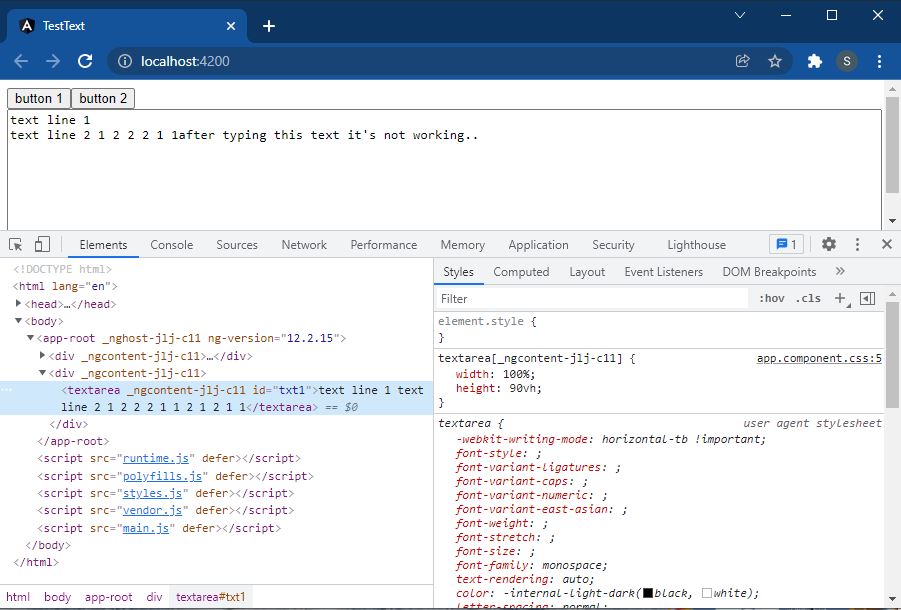 TestText
localhost:4200
S
button 1 button 2
text line 1
text line 2 1 2 2 2 1 1after typing this text it's not working..
Elements Console Sources Network Performance Memory Application Security Lighthouse 1
<!DOCTYPE html>
<html lang="en">
<head>…</head>
<body>
<app-root _nghost-jlj-c11 ng-version="12.2.15">
<div _ngcontent-jlj-c11>…</div>
<div _ngcontent-jlj-c11>
<textarea _ngcontent-jlj-c11 id="txt1">text line 1 text
line 2 1 2 2 2 1 1 2 1 2 1 1</textarea> == $0
</div>
</app-root>
<script src="runtime.js" defer></script>
<script src="polyfills.js" defer></script>
<script src="styles.js" defer></script>
<script src="vendor.js" defer></script>
<script src="main.js" defer></script>
</body>
</html>
html body app-root div textarea#txt1
Styles Computed Layout Event Listeners DOM Breakpoints »
Filter :hov .cls +
element.style {
}
textarea[_ngcontent-jlj-c11] { app.component.css:5
width: 100%;
height: 90vh;
}
textarea { user agent stylesheet
-webkit-writing-mode: horizontal-tb !important;
font-style: ;
font-variant-ligatures: ;
font-variant-caps: ;
font-variant-numeric: ;
font-variant-east-asian: ;
font-weight: ;
font-stretch: ;
font-size: ;
font-family: monospace;
text-rendering: auto;
color: -internal-light-dark(black, white);
letter-spacing: normal;